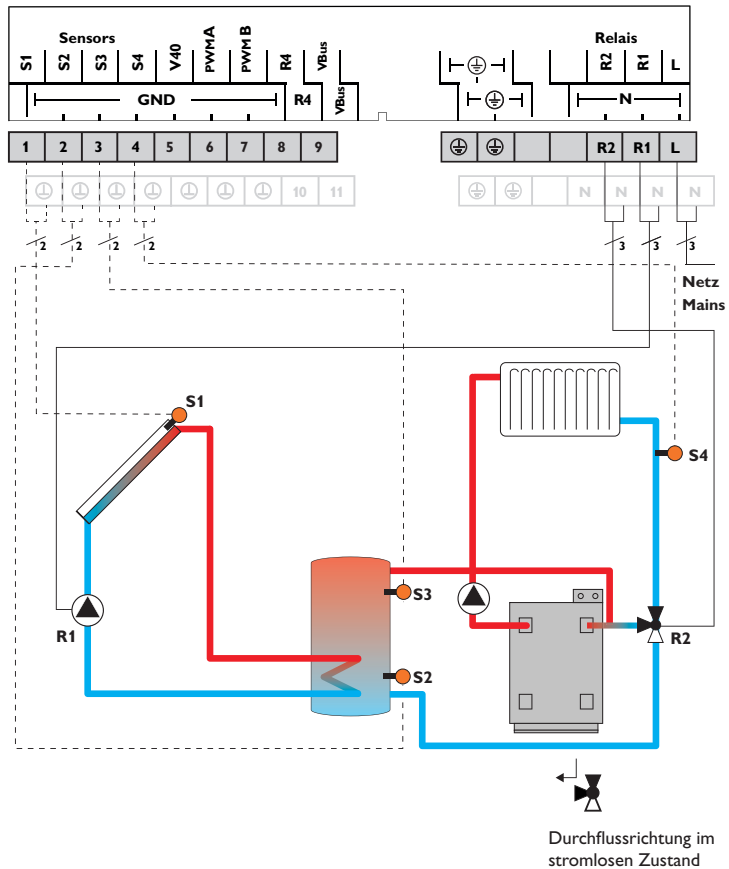 Sensors
Relais
S1 S2 S3 S4 V40 PWMA PWM B R4 VBus
R2 R1 L
GND R4 VBus
N
1 2 3 4 5 6 7 8 9
R2 R1 L
10 11
N N N N
2 2 2 2
3 3 3
Netz
Mains
S1
S4
S3
R1
R2
S2
Durchflussrichtung im
stromlosen Zustand